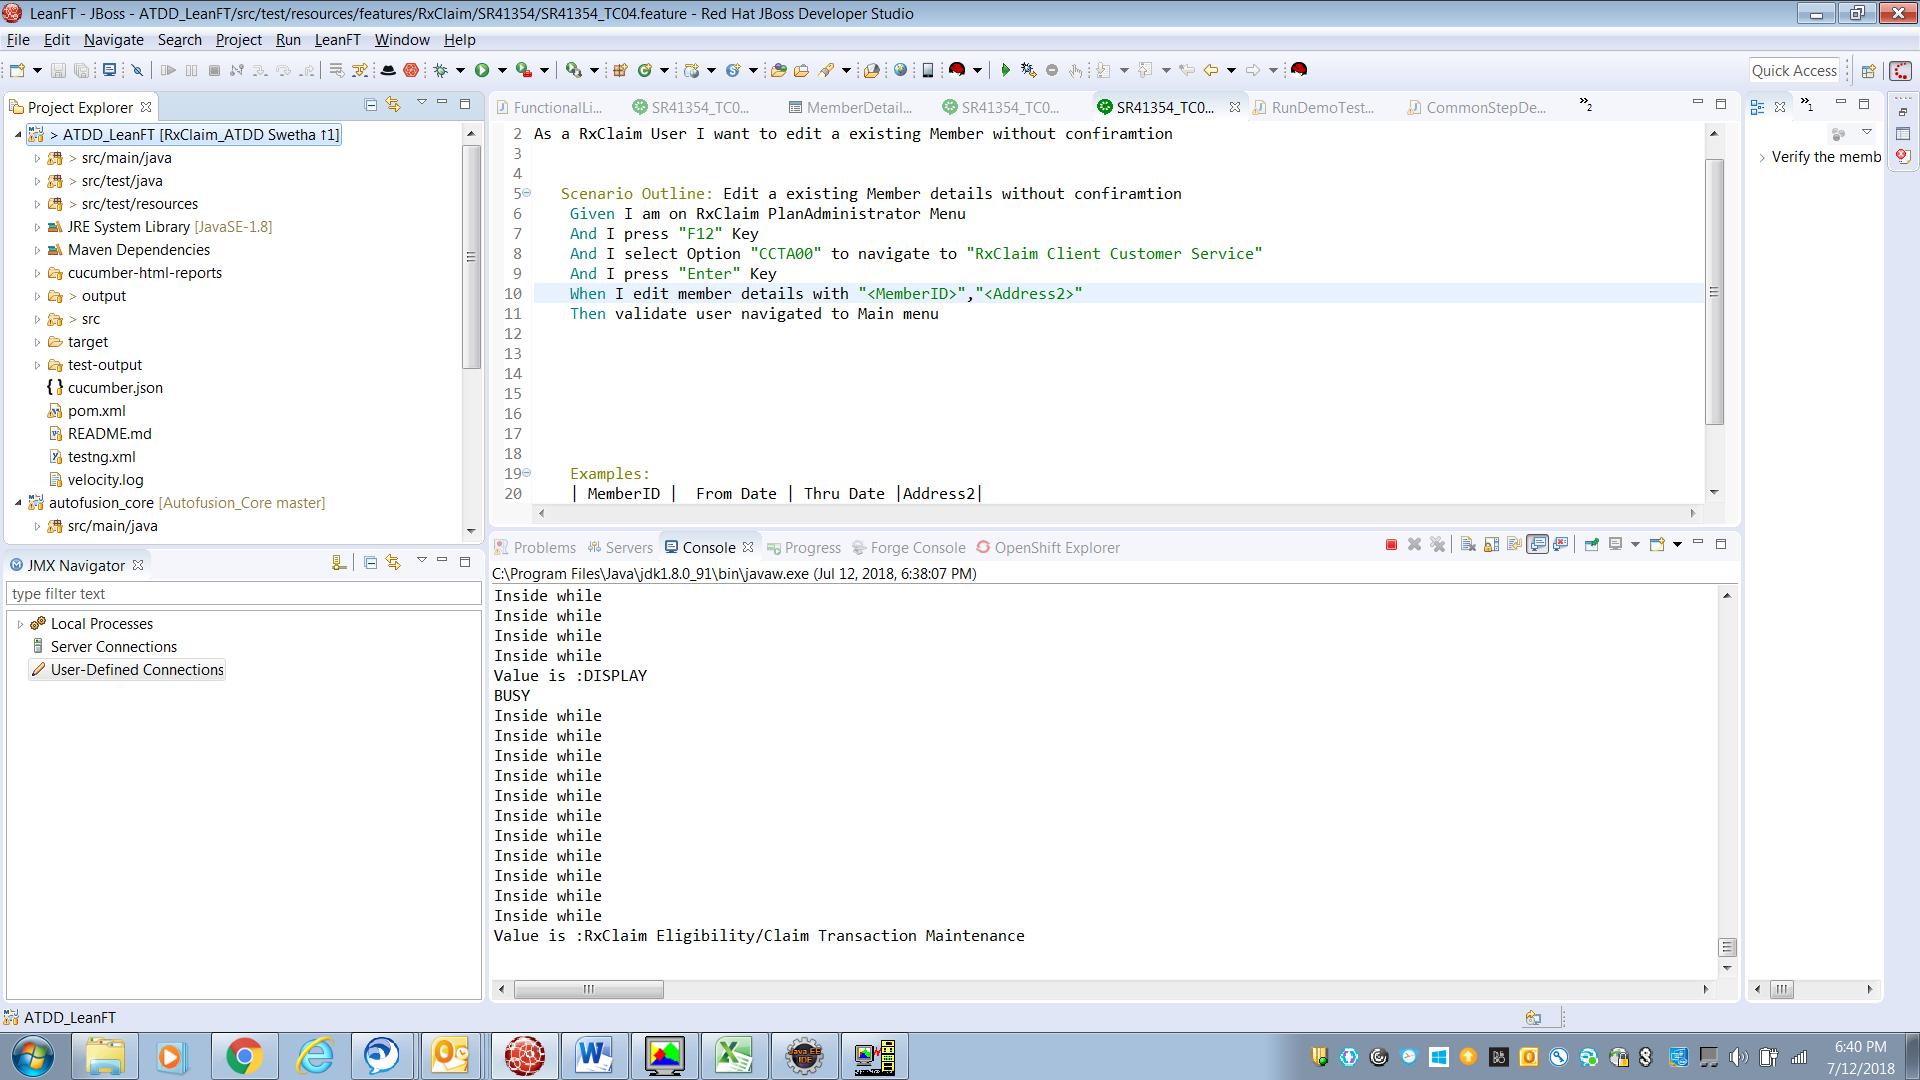 LeanFT - JBoss - ATDD_LeanFT/src/test/resources/features/RxClaim/SR41354/SR41354_TC04.feature - Red Hat JBoss Developer Studio
File Edit Navigate Search Project Run LeanFT Window Help
Quick Access
Project Explorer
> ATDD_LeanFT [RxClaim_ATDD Swetha ↑1]
> src/main/java
> src/test/java
> src/test/resources
JRE System Library [JavaSE-1.8]
Maven Dependencies
cucumber-html-reports
> output
> src
target
test-output
cucumber.json
pom.xml
README.md
testng.xml
velocity.log
autofusion_core [Autofusion_Core master]
src/main/java
FunctionalLi... SR41354_TC0... MemberDetail... SR41354_TC0... SR41354_TC0... RunDemoTest... CommonStepDe... »2
2 As a RxClaim User I want to edit a existing Member without confiramtion
3
4
5 Scenario Outline: Edit a existing Member details without confiramtion
6 Given I am on RxClaim PlanAdministrator Menu
7 And I press "F12" Key
8 And I select Option "CCTA00" to navigate to "RxClaim Client Customer Service"
9 And I press "Enter" Key
10 When I edit member details with "<MemberID>","<Address2>"
11 Then validate user navigated to Main menu
12
13
14
15
16
17
18
19 Examples:
20 | MemberID | From Date | Thru Date |Address2|
»1
Verify the memb
JMX Navigator
type filter text
Local Processes
Server Connections
User-Defined Connections
Problems Servers Console Progress Forge Console OpenShift Explorer
C:\Program Files\Java\jdk1.8.0_91\bin\javaw.exe (Jul 12, 2018, 6:38:07 PM)
Inside while
Inside while
Inside while
Inside while
Value is :DISPLAY
BUSY
Inside while
Inside while
Inside while
Inside while
Inside while
Inside while
Inside while
Inside while
Inside while
Inside while
Inside while
Value is :RxClaim Eligibility/Claim Transaction Maintenance
ATDD_LeanFT
6:40 PM
7/12/2018